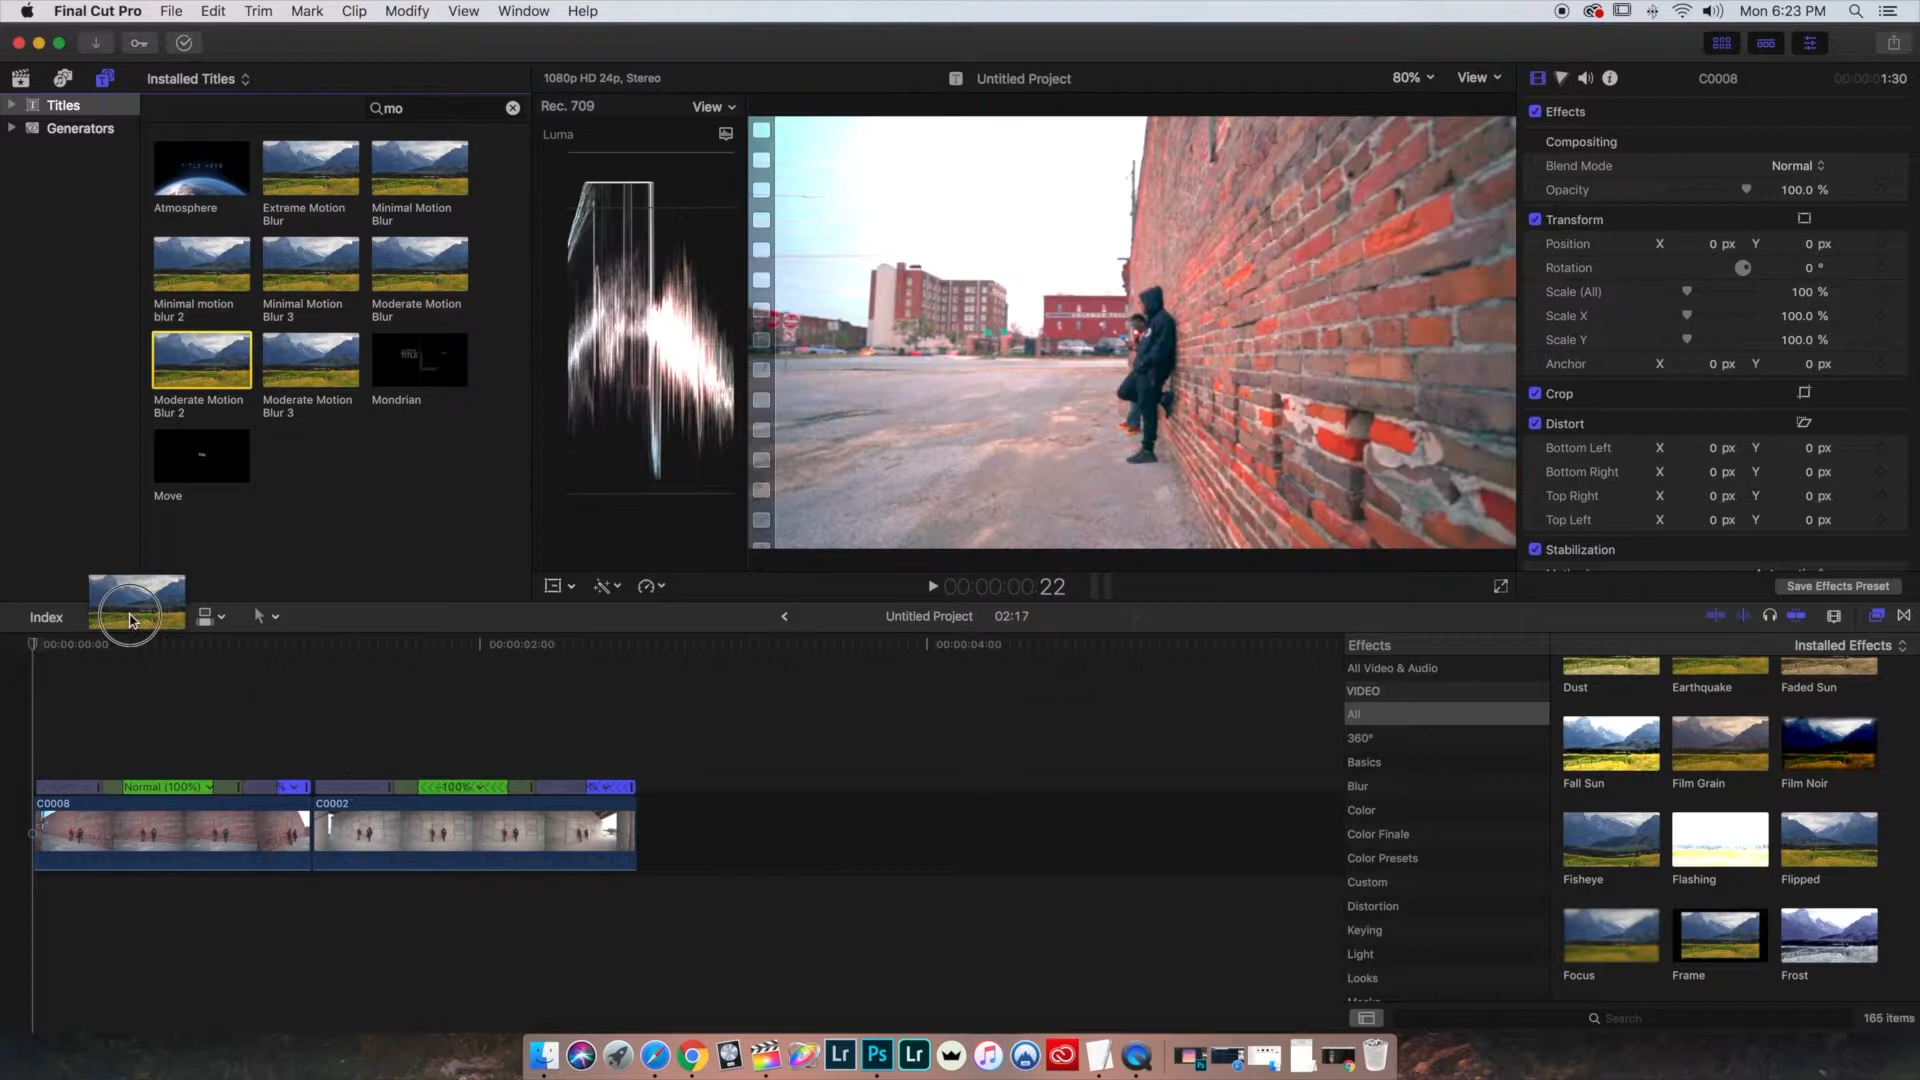 Final Cut Pro File Edit Trim Mark Clip Modify View Window Help Mon 6:23 PM
Installed Titles 1080p HD 24p, Stereo Untitled Project 80% View C0008 00:00:01:30
Titles
Generators
mo
Rec. 709 View
Luma
Atmosphere
Extreme Motion Blur
Minimal Motion Blur
Minimal motion blur 2
Minimal Motion Blur 3
Moderate Motion Blur
Moderate Motion Blur 2
Moderate Motion Blur 3
Mondrian
Move
Effects
Compositing
Blend Mode Normal
Opacity 100.0 %
Transform
Position X 0 px Y 0 px
Rotation 0 °
Scale (All) 100 %
Scale X 100.0 %
Scale Y 100.0 %
Anchor X 0 px Y 0 px
Crop
Distort
Bottom Left X 0 px Y 0 px
Bottom Right X 0 px Y 0 px
Top Right X 0 px Y 0 px
Top Left X 0 px Y 0 px
Stabilization
Save Effects Preset
00:00:00:22
Index Untitled Project 02:17
00:00:00:00 00:00:02:00 00:00:04:00
Normal (100%) % -100% %
C0008 C0002
Effects Installed Effects
All Video & Audio
VIDEO
All
360°
Basics
Blur
Color
Color Finale
Color Presets
Custom
Distortion
Keying
Light
Looks
Dust Earthquake Faded Sun
Fall Sun Film Grain Film Noir
Fisheye Flashing Flipped
Focus Frame Frost
Search 165 items
Lr Ps Lr